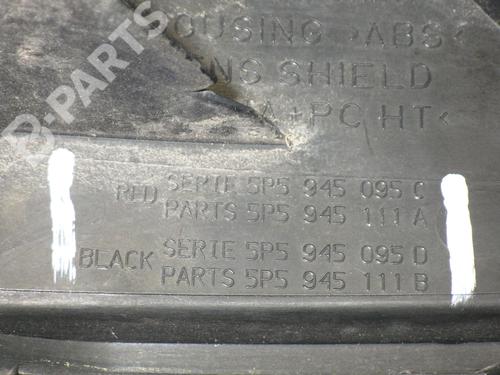 B-PARTS
OUSING >ABS<
NS SHIELD
A+PC HT<
RED SERIE 5P5 945 095 C
PARTS 5P5 945 111 A
BLACK SERIE 5P5 945 095 D
PARTS 5P5 945 111 B